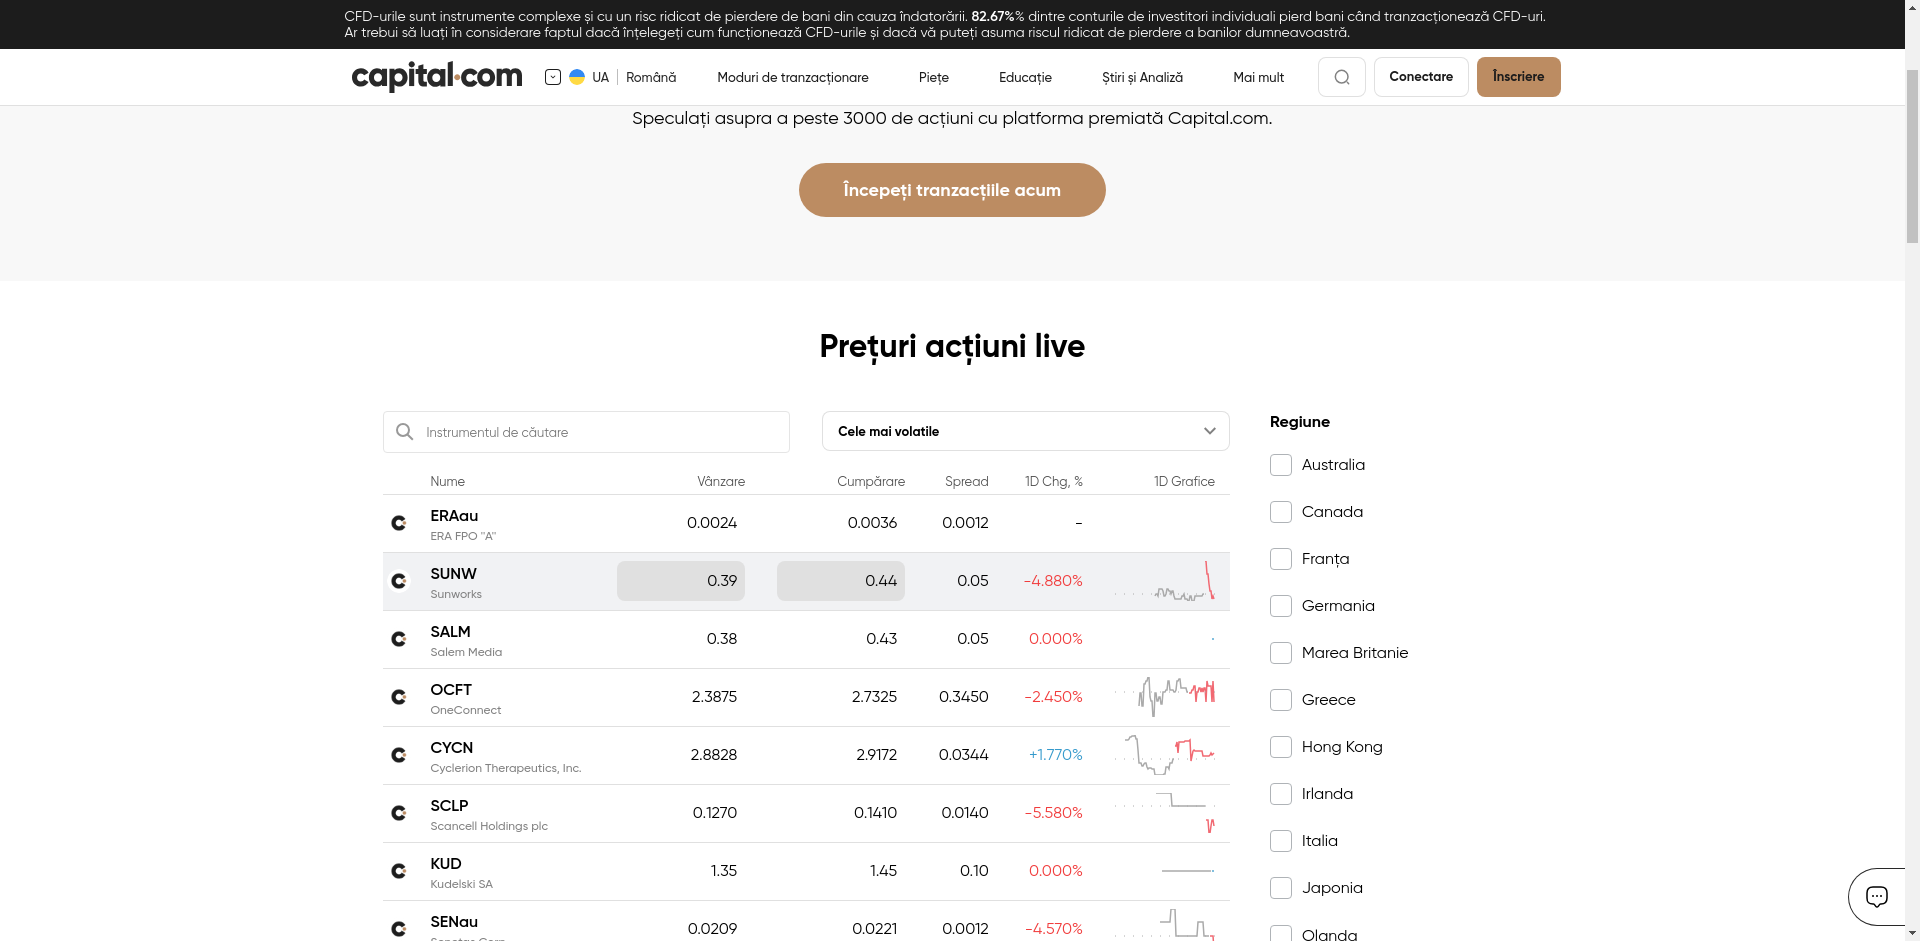 CFD-urile sunt instrumente complexe și cu un risc ridicat de pierdere de bani din cauza îndatorării. 82.67%% dintre conturile de investitori individuali pierd bani când tranzacționează CFD-uri.
Ar trebui să luați în considerare faptul dacă înțelegeți cum funcționează CFD-urile și dacă vă puteți asuma riscul ridicat de pierdere a banilor dumneavoastră.
capital.com UA Română Moduri de tranzacționare Piețe Educație Știri și Analiză Mai mult Conectare Înscriere
Speculați asupra a peste 3000 de acțiuni cu platforma premiată Capital.com.
Începeți tranzacțiile acum
Prețuri acțiuni live
Instrumentul de căutare Cele mai volatile
Nume Vânzare Cumpărare Spread 1D Chg, % 1D Grafice
ERAau 0.0024 0.0036 0.0012 -
ERA FPO "A"
SUNW 0.39 0.44 0.05 -4.880%
Sunworks
SALM 0.38 0.43 0.05 0.000%
Salem Media
OCFT 2.3875 2.7325 0.3450 -2.450%
OneConnect
CYCN 2.8828 2.9172 0.0344 +1.770%
Cyclerion Therapeutics, Inc.
SCLP 0.1270 0.1410 0.0140 -5.580%
Scancell Holdings plc
KUD 1.35 1.45 0.10 0.000%
Kudelski SA
SENau 0.0209 0.0221 0.0012 -4.570%
Regiune
Australia
Canada
Franța
Germania
Marea Britanie
Greece
Hong Kong
Irlanda
Italia
Japonia
Olanda